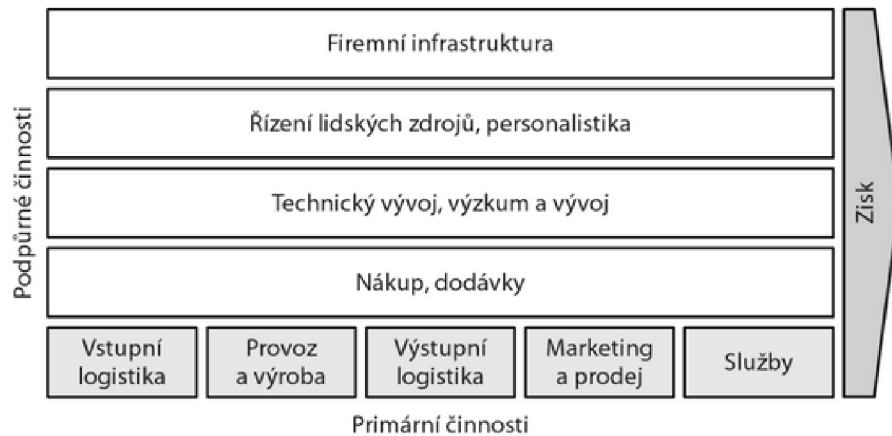 Podpůrné činnosti
Firemní infrastruktura
Řízení lidských zdrojů, personalistika
Technický vývoj, výzkum a vývoj
Nákup, dodávky
Vstupní
logistika
Provoz
a výroba
Výstupní
logistika
Marketing
a prodej
Služby
Zisk
Primární činnosti